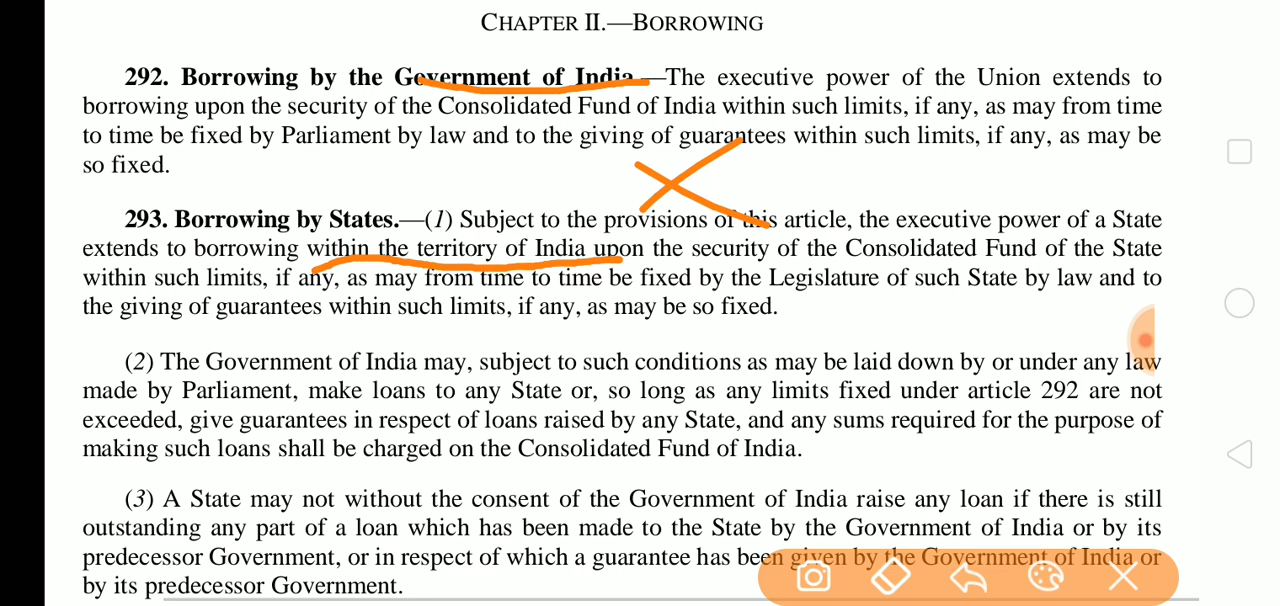 CHAPTER II.—BORROWING
292. Borrowing by the Government of India.—The executive power of the Union extends to
borrowing upon the security of the Consolidated Fund of India within such limits, if any, as may from time
to time be fixed by Parliament by law and to the giving of guarantees within such limits, if any, as may be
so fixed.
293. Borrowing by States.—(1) Subject to the provisions of this article, the executive power of a State
extends to borrowing within the territory of India upon the security of the Consolidated Fund of the State
within such limits, if any, as may from time to time be fixed by the Legislature of such State by law and to
the giving of guarantees within such limits, if any, as may be so fixed.
(2) The Government of India may, subject to such conditions as may be laid down by or under any law
made by Parliament, make loans to any State or, so long as any limits fixed under article 292 are not
exceeded, give guarantees in respect of loans raised by any State, and any sums required for the purpose of
making such loans shall be charged on the Consolidated Fund of India.
(3) A State may not without the consent of the Government of India raise any loan if there is still
outstanding any part of a loan which has been made to the State by the Government of India or by its
predecessor Government, or in respect of which a guarantee has been given by the Government of India or
by its predecessor Government.